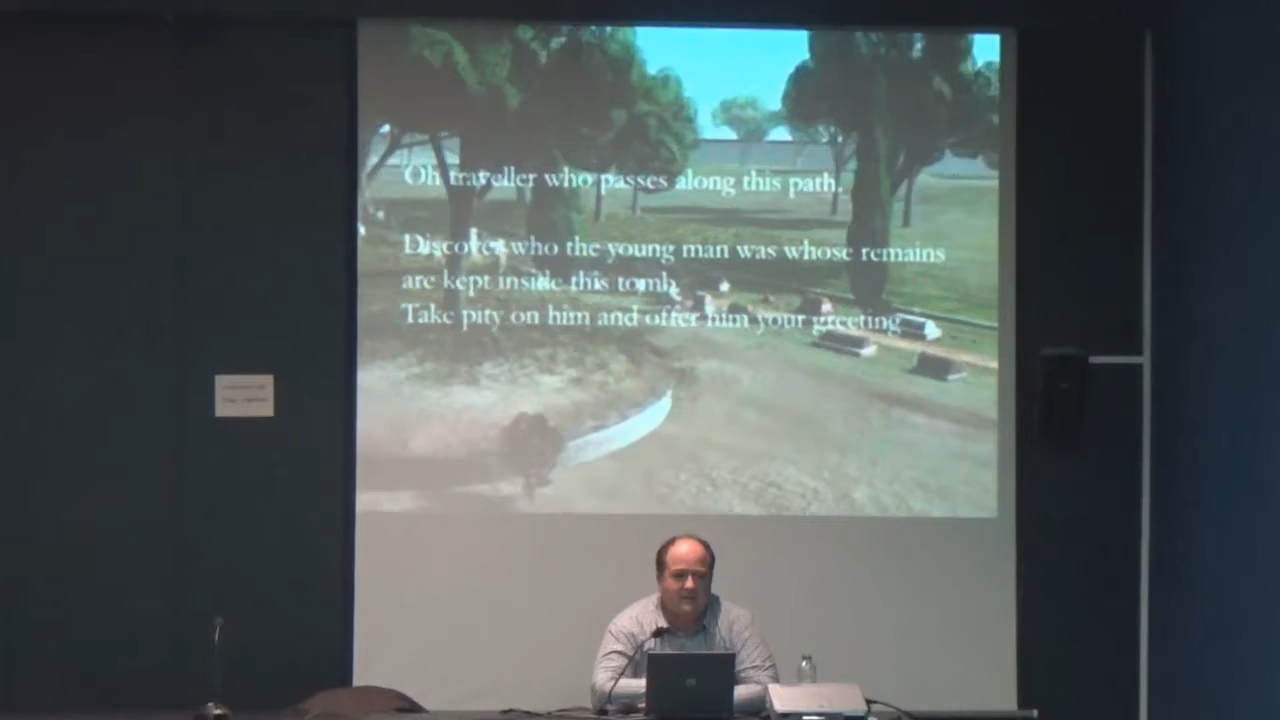 Oh traveller who passes along this path.
Discover who the young man was whose remains
are kept inside this tomb.
Take pity on him and offer him your greeting